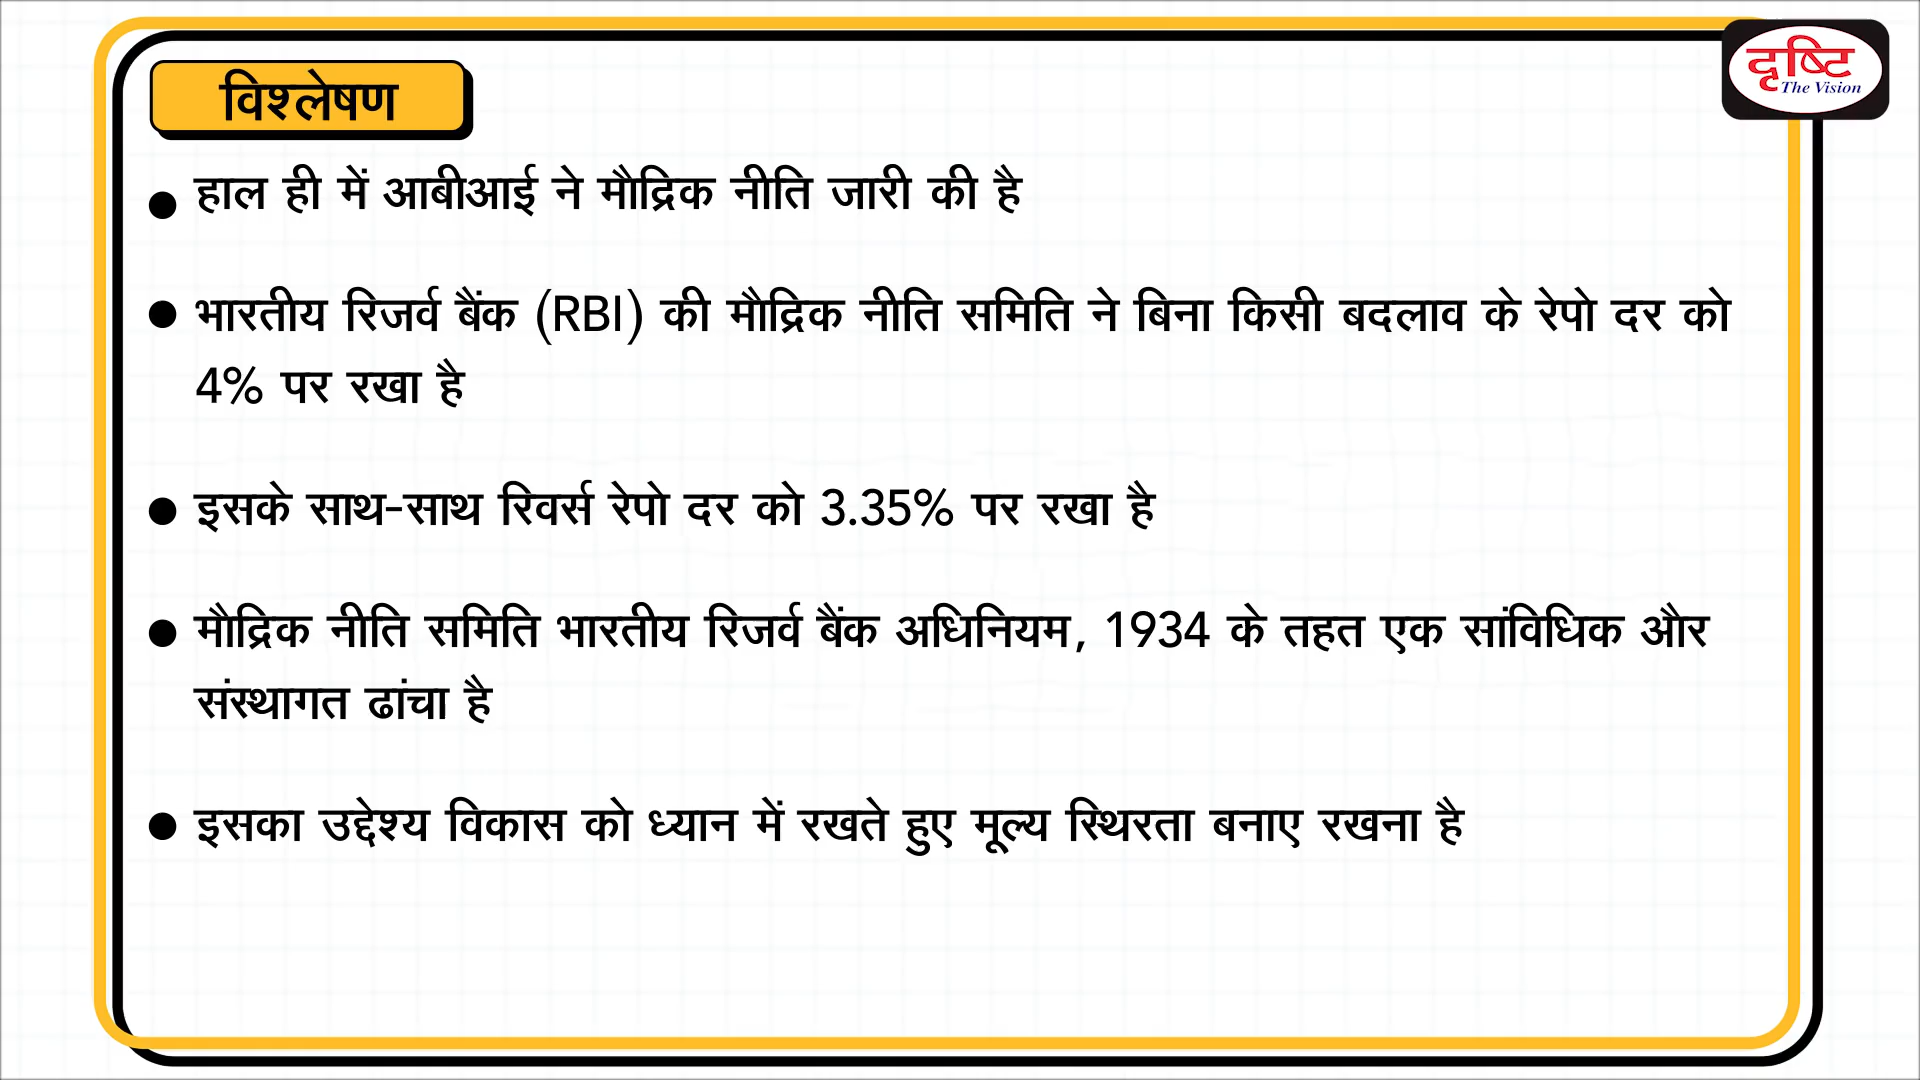 विश्लेषण
दृष्टि
The Vision
● हाल ही में आबीआई ने मौद्रिक नीति जारी की है
● भारतीय रिजर्व बैंक (RBI) की मौद्रिक नीति समिति ने बिना किसी बदलाव के रेपो दर को
4% पर रखा है
● इसके साथ-साथ रिवर्स रेपो दर को 3.35% पर रखा है
● मौद्रिक नीति समिति भारतीय रिजर्व बैंक अधिनियम, 1934 के तहत एक सांविधिक और
संस्थागत ढांचा है
● इसका उद्देश्य विकास को ध्यान में रखते हुए मूल्य स्थिरता बनाए रखना है